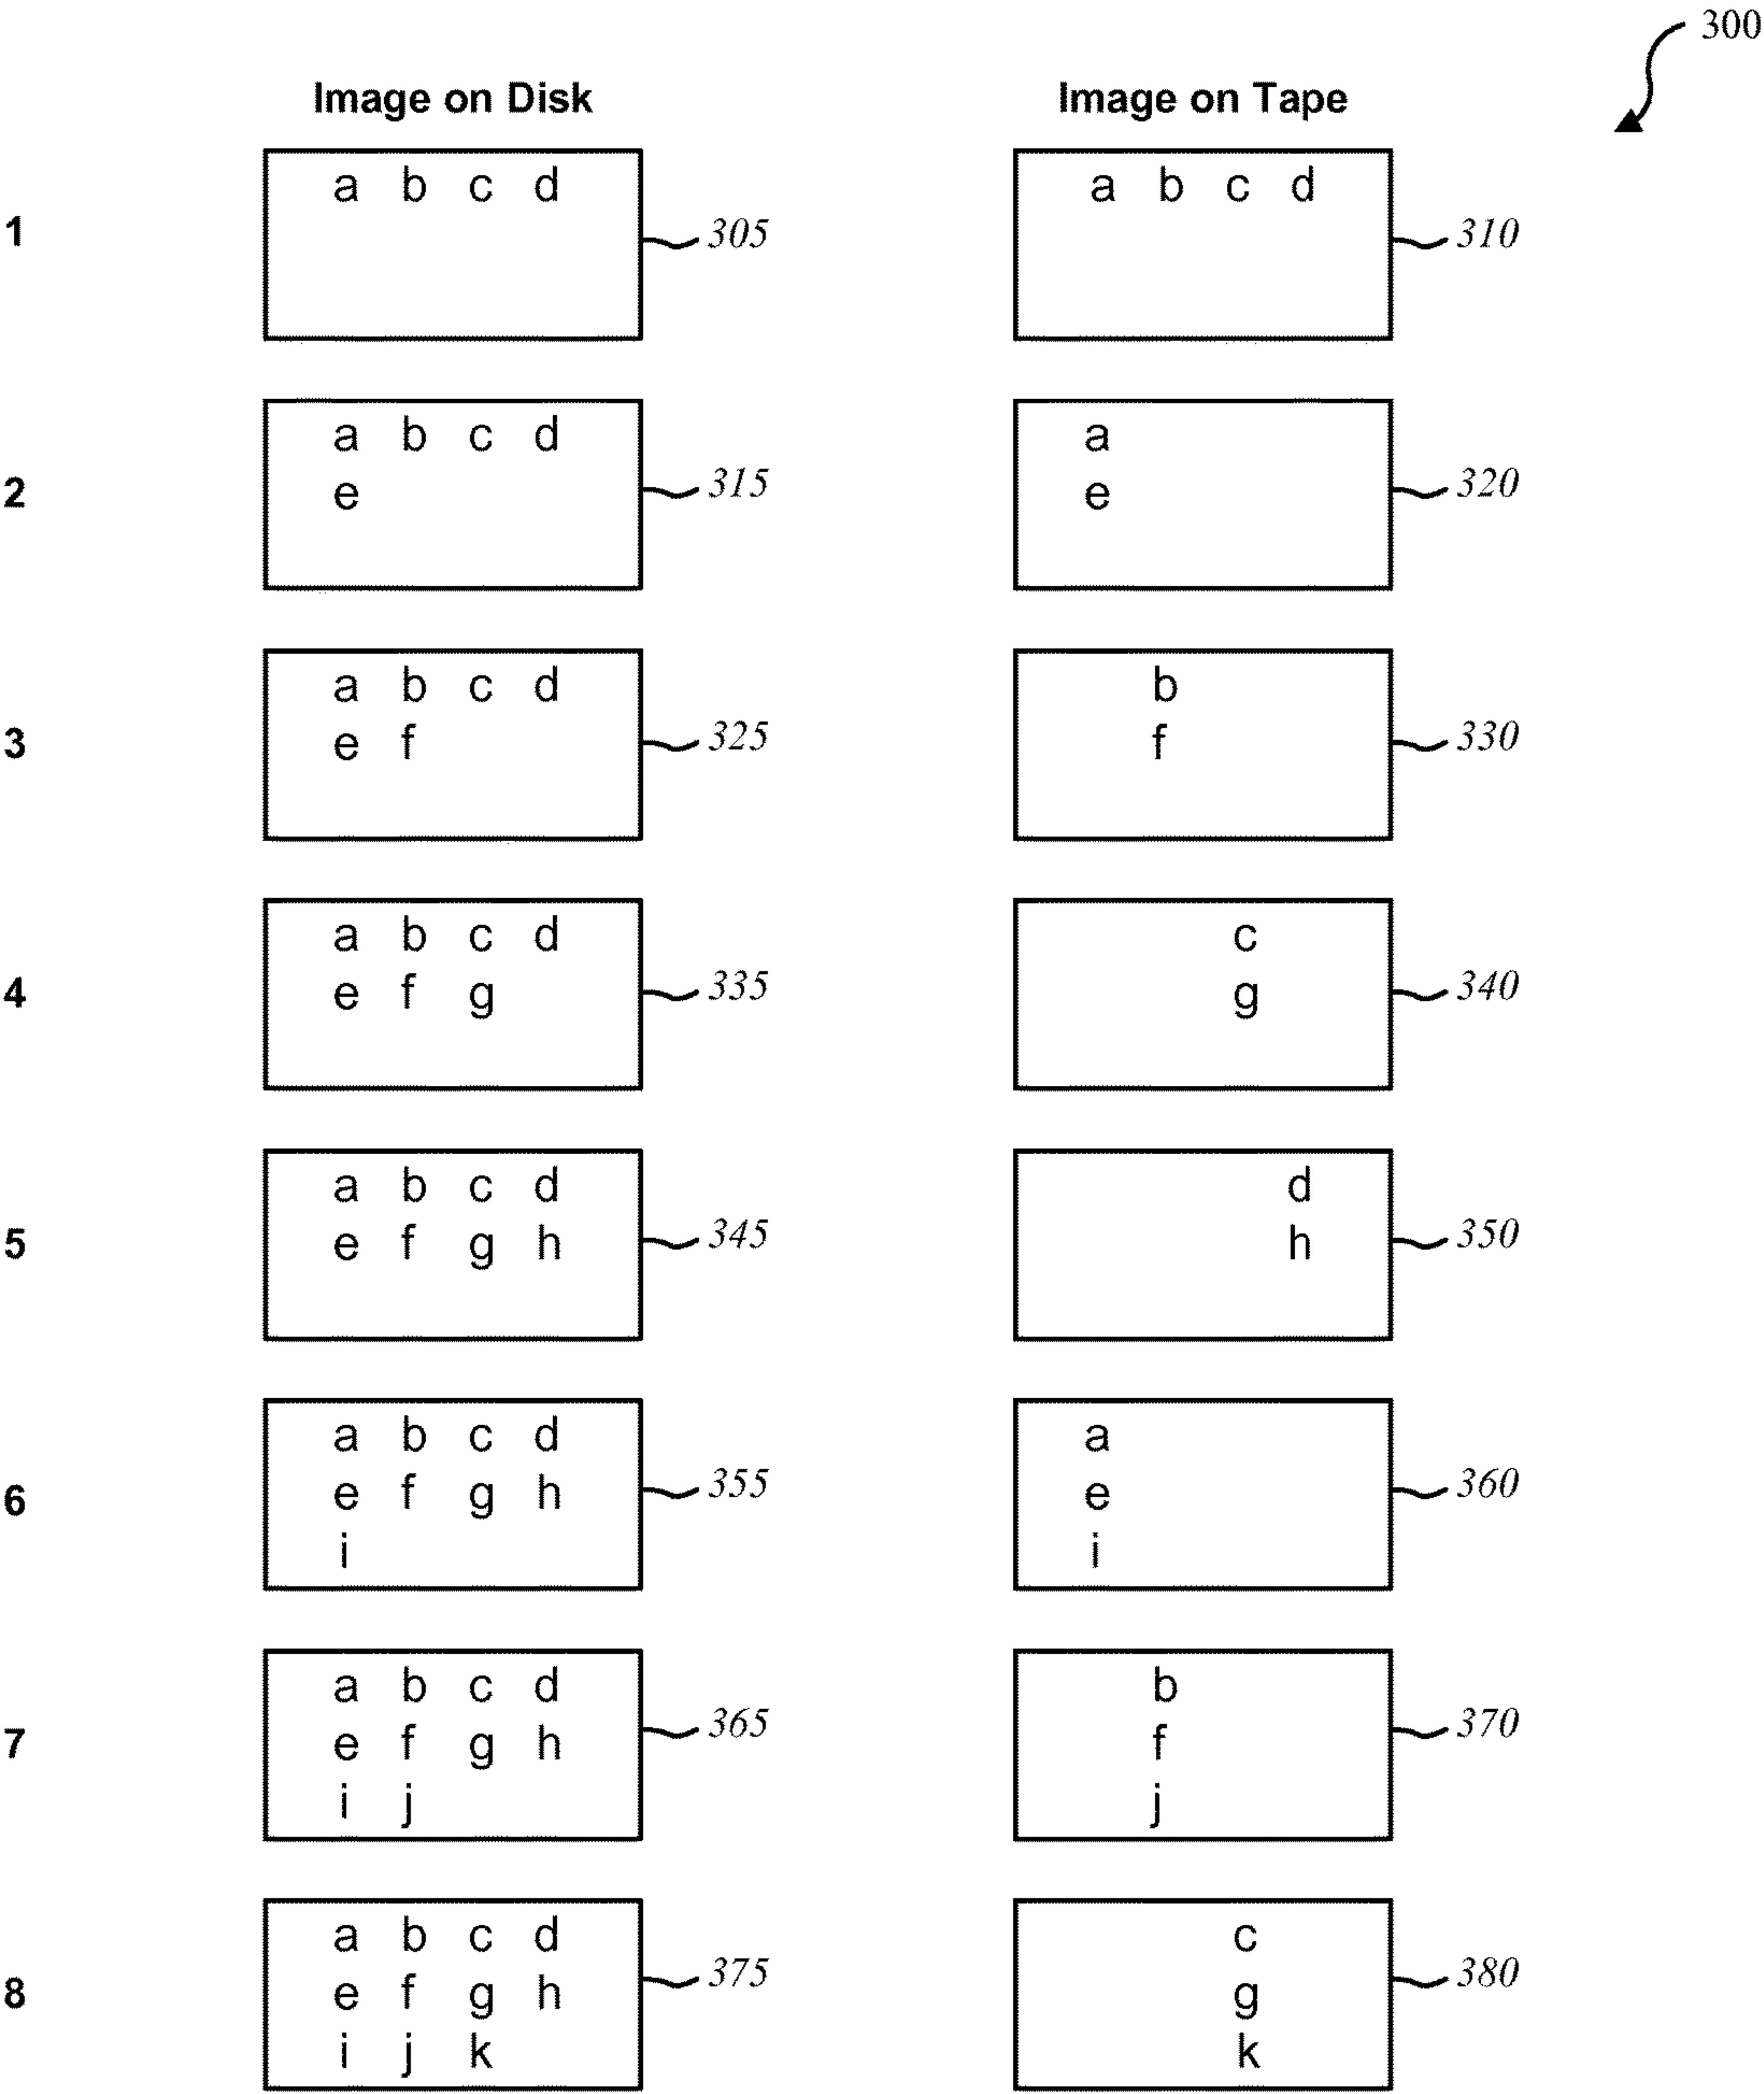 300
Image on Disk Image on Tape
a b c d a b c d
1 305 310
a b c d a
2 e 315 e 320
a b c d b
3 e f 325 f 330
a b c d c
4 e f g 335 g 340
a b c d d
5 e f g h 345 h 350
a b c d a
6 e f g h 355 e 360
i i
a b c d b
7 e f g h 365 f 370
i j j
a b c d c
8 e f g h 375 g 380
i j k k